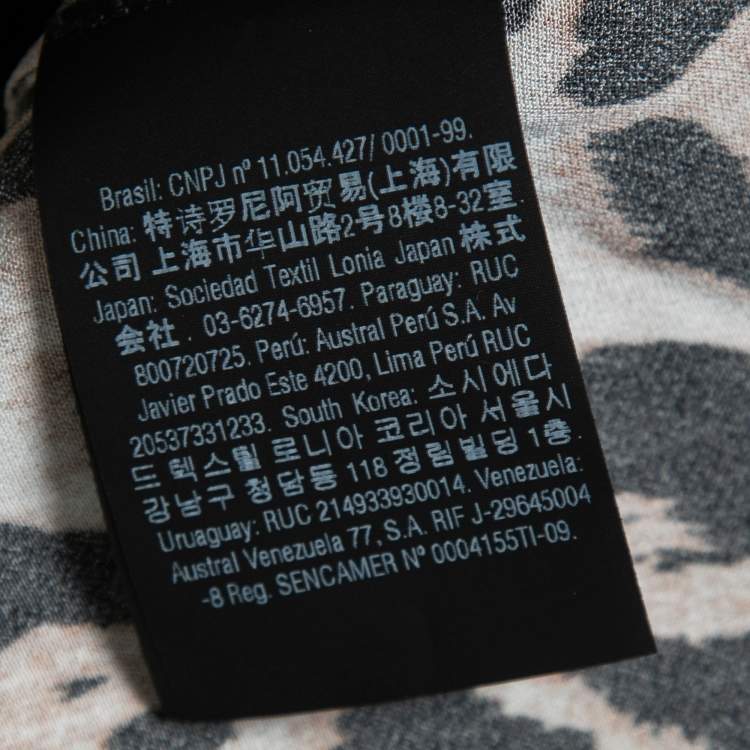 Brasil: CNPJ nº 11.054.427/ 0001-99.
China: 特诗罗尼阿贸易(上海)有限
公司 上海市华山路2号8楼8-32室.
Japan: Sociedad Textil Lonia Japan 株式
会社 . 03-6274-6957. Paraguay: RUC
800720725. Perú: Austral Perú S.A. Av
Javier Prado Este 4200, Lima Perú RUC
20537331233. South Korea: 소시에다
드 텍스틸 로니아 코리아 서울시
강남구 청담동 118 정림빌딩 1층.
Uruaguay: RUC 214933930014. Venezuela:
Austral Venezuela 77, S.A. RIF J-29645004
-8 Reg. SENCAMER Nº 0004155TI-09.